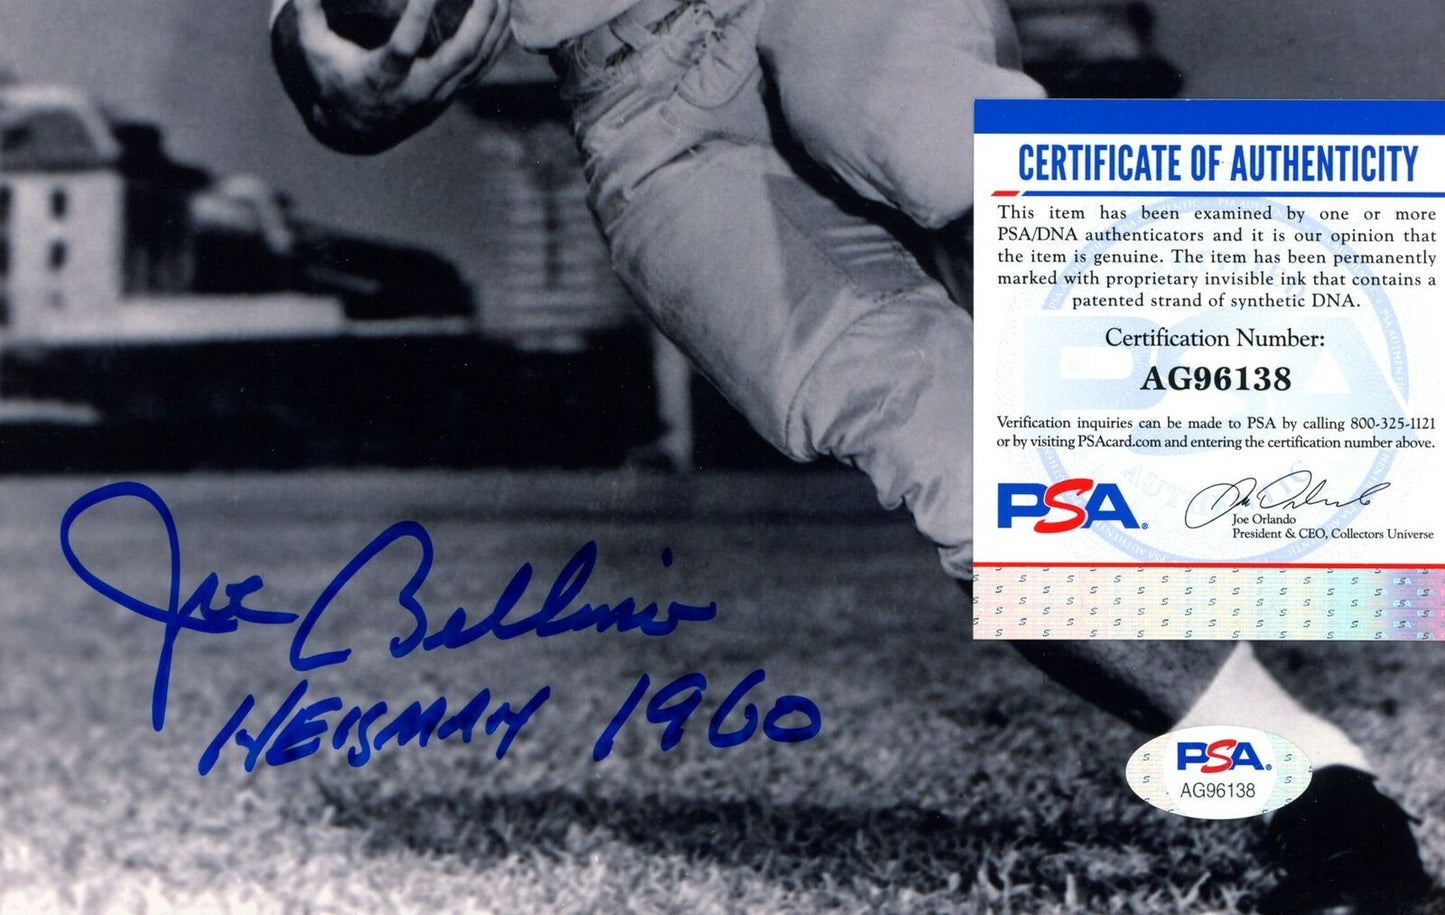 CERTIFICATE OF AUTHENTICITY
This item has been examined by one or more
PSA/DNA authenticators and it is our opinion that
the item is genuine. The item has been permanently
marked with proprietary invisible ink that contains a
patented strand of synthetic DNA.
Certification Number:
AG96138
Verification inquiries can be made to PSA by calling 800-325-1121
or by visiting PSAcard.com and entering the certification number above.
PSA®
Joe Orlando
Joe Orlando
President & CEO, Collectors Universe
Joe Bellino
HEISMAN 1960
PSA®
AG96138